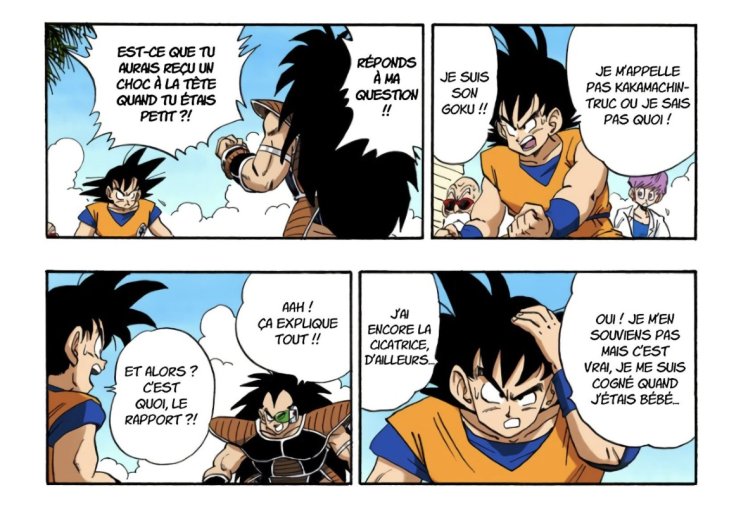 JE M'APPELLE
PAS KAKAMACHIN-
TRUC OU JE SAIS
PAS QUOI !
JE SUIS
SON
GOKU !!
RÉPONDS
À MA
QUESTION
!!
EST-CE QUE TU
AURAIS REÇU UN
CHOC À LA TÊTE
QUAND TU ÉTAIS
PETIT ?!
OUI ! JE M'EN
SOUVIENS PAS
MAIS C'EST
VRAI, JE ME SUIS
COGNÉ QUAND
J'ÉTAIS BÉBÉ...
J'AI
ENCORE LA
CICATRICE,
D'AILLEURS...
AAH !
ÇA EXPLIQUE
TOUT !!
ET ALORS ?
C'EST
QUOI, LE
RAPPORT ?!